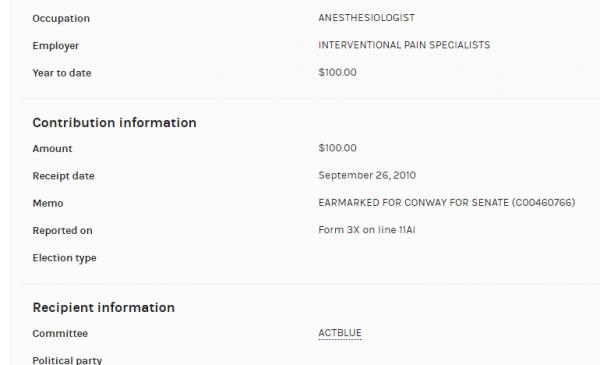 Occupation ANESTHESIOLOGIST
Employer INTERVENTIONAL PAIN SPECIALISTS
Year to date $100.00
Contribution information
Amount $100.00
Receipt date September 26, 2010
Memo EARMARKED FOR CONWAY FOR SENATE (C00460766)
Reported on Form 3X on line 11AI
Election type
Recipient information
Committee ACTBLUE
Political party